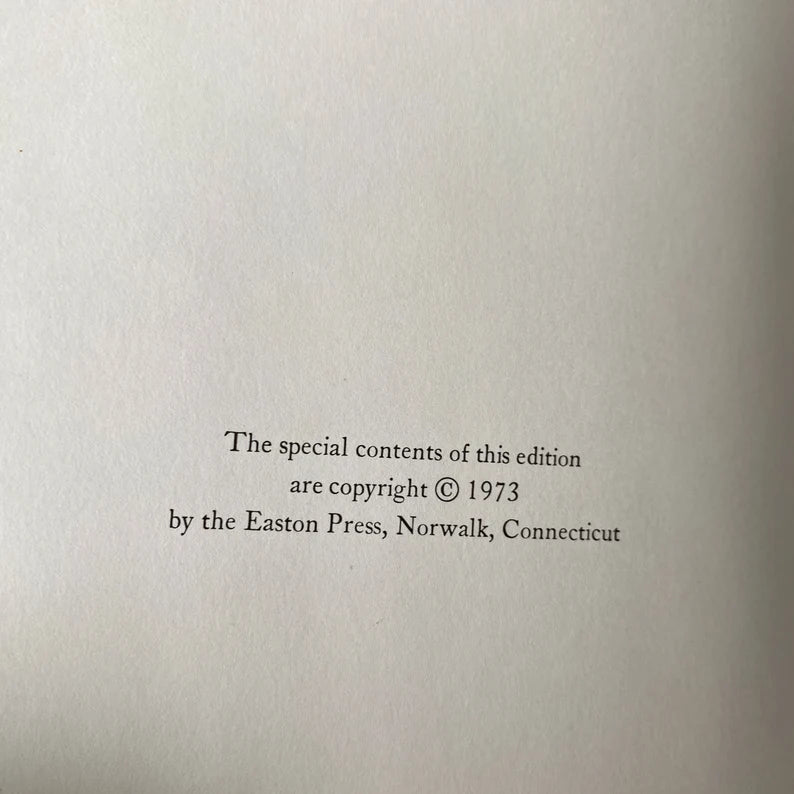 The special contents of this edition
are copyright © 1973
by the Easton Press, Norwalk, Connecticut